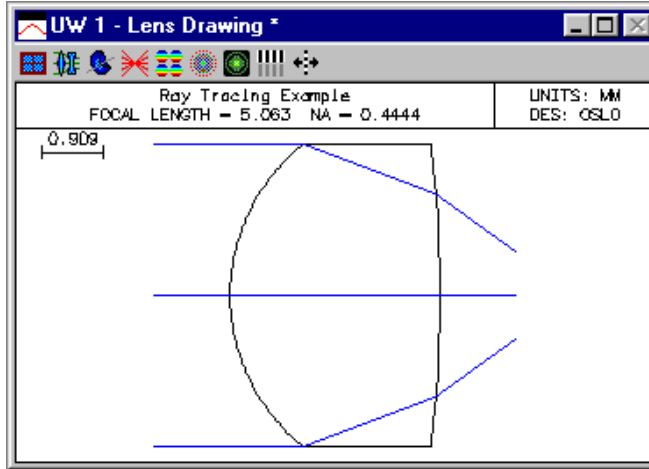 UW 1 - Lens Drawing *
Ray Tracing Example
FOCAL LENGTH = 5.063 NA = 0.4444
UNITS: MM
DES: OSLO
0.909